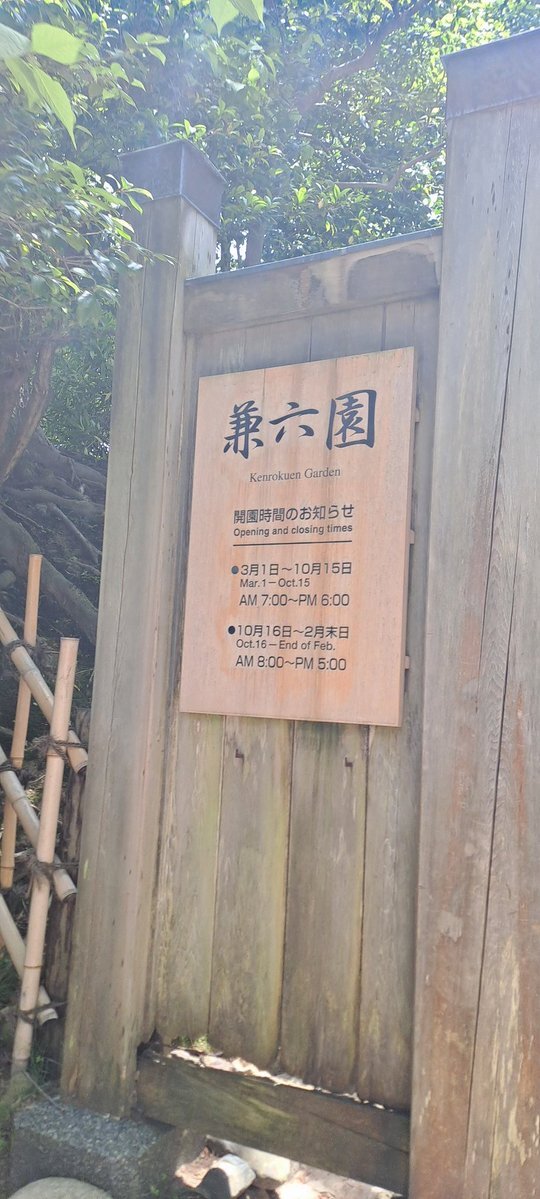 兼六園
Kenrokuen Garden
開園時間のお知らせ
Opening and closing times
●3月1日〜10月15日
Mar.1－Oct.15
AM 7:00〜PM 6:00
●10月16日〜2月末日
Oct.16－End of Feb.
AM 8:00〜PM 5:00